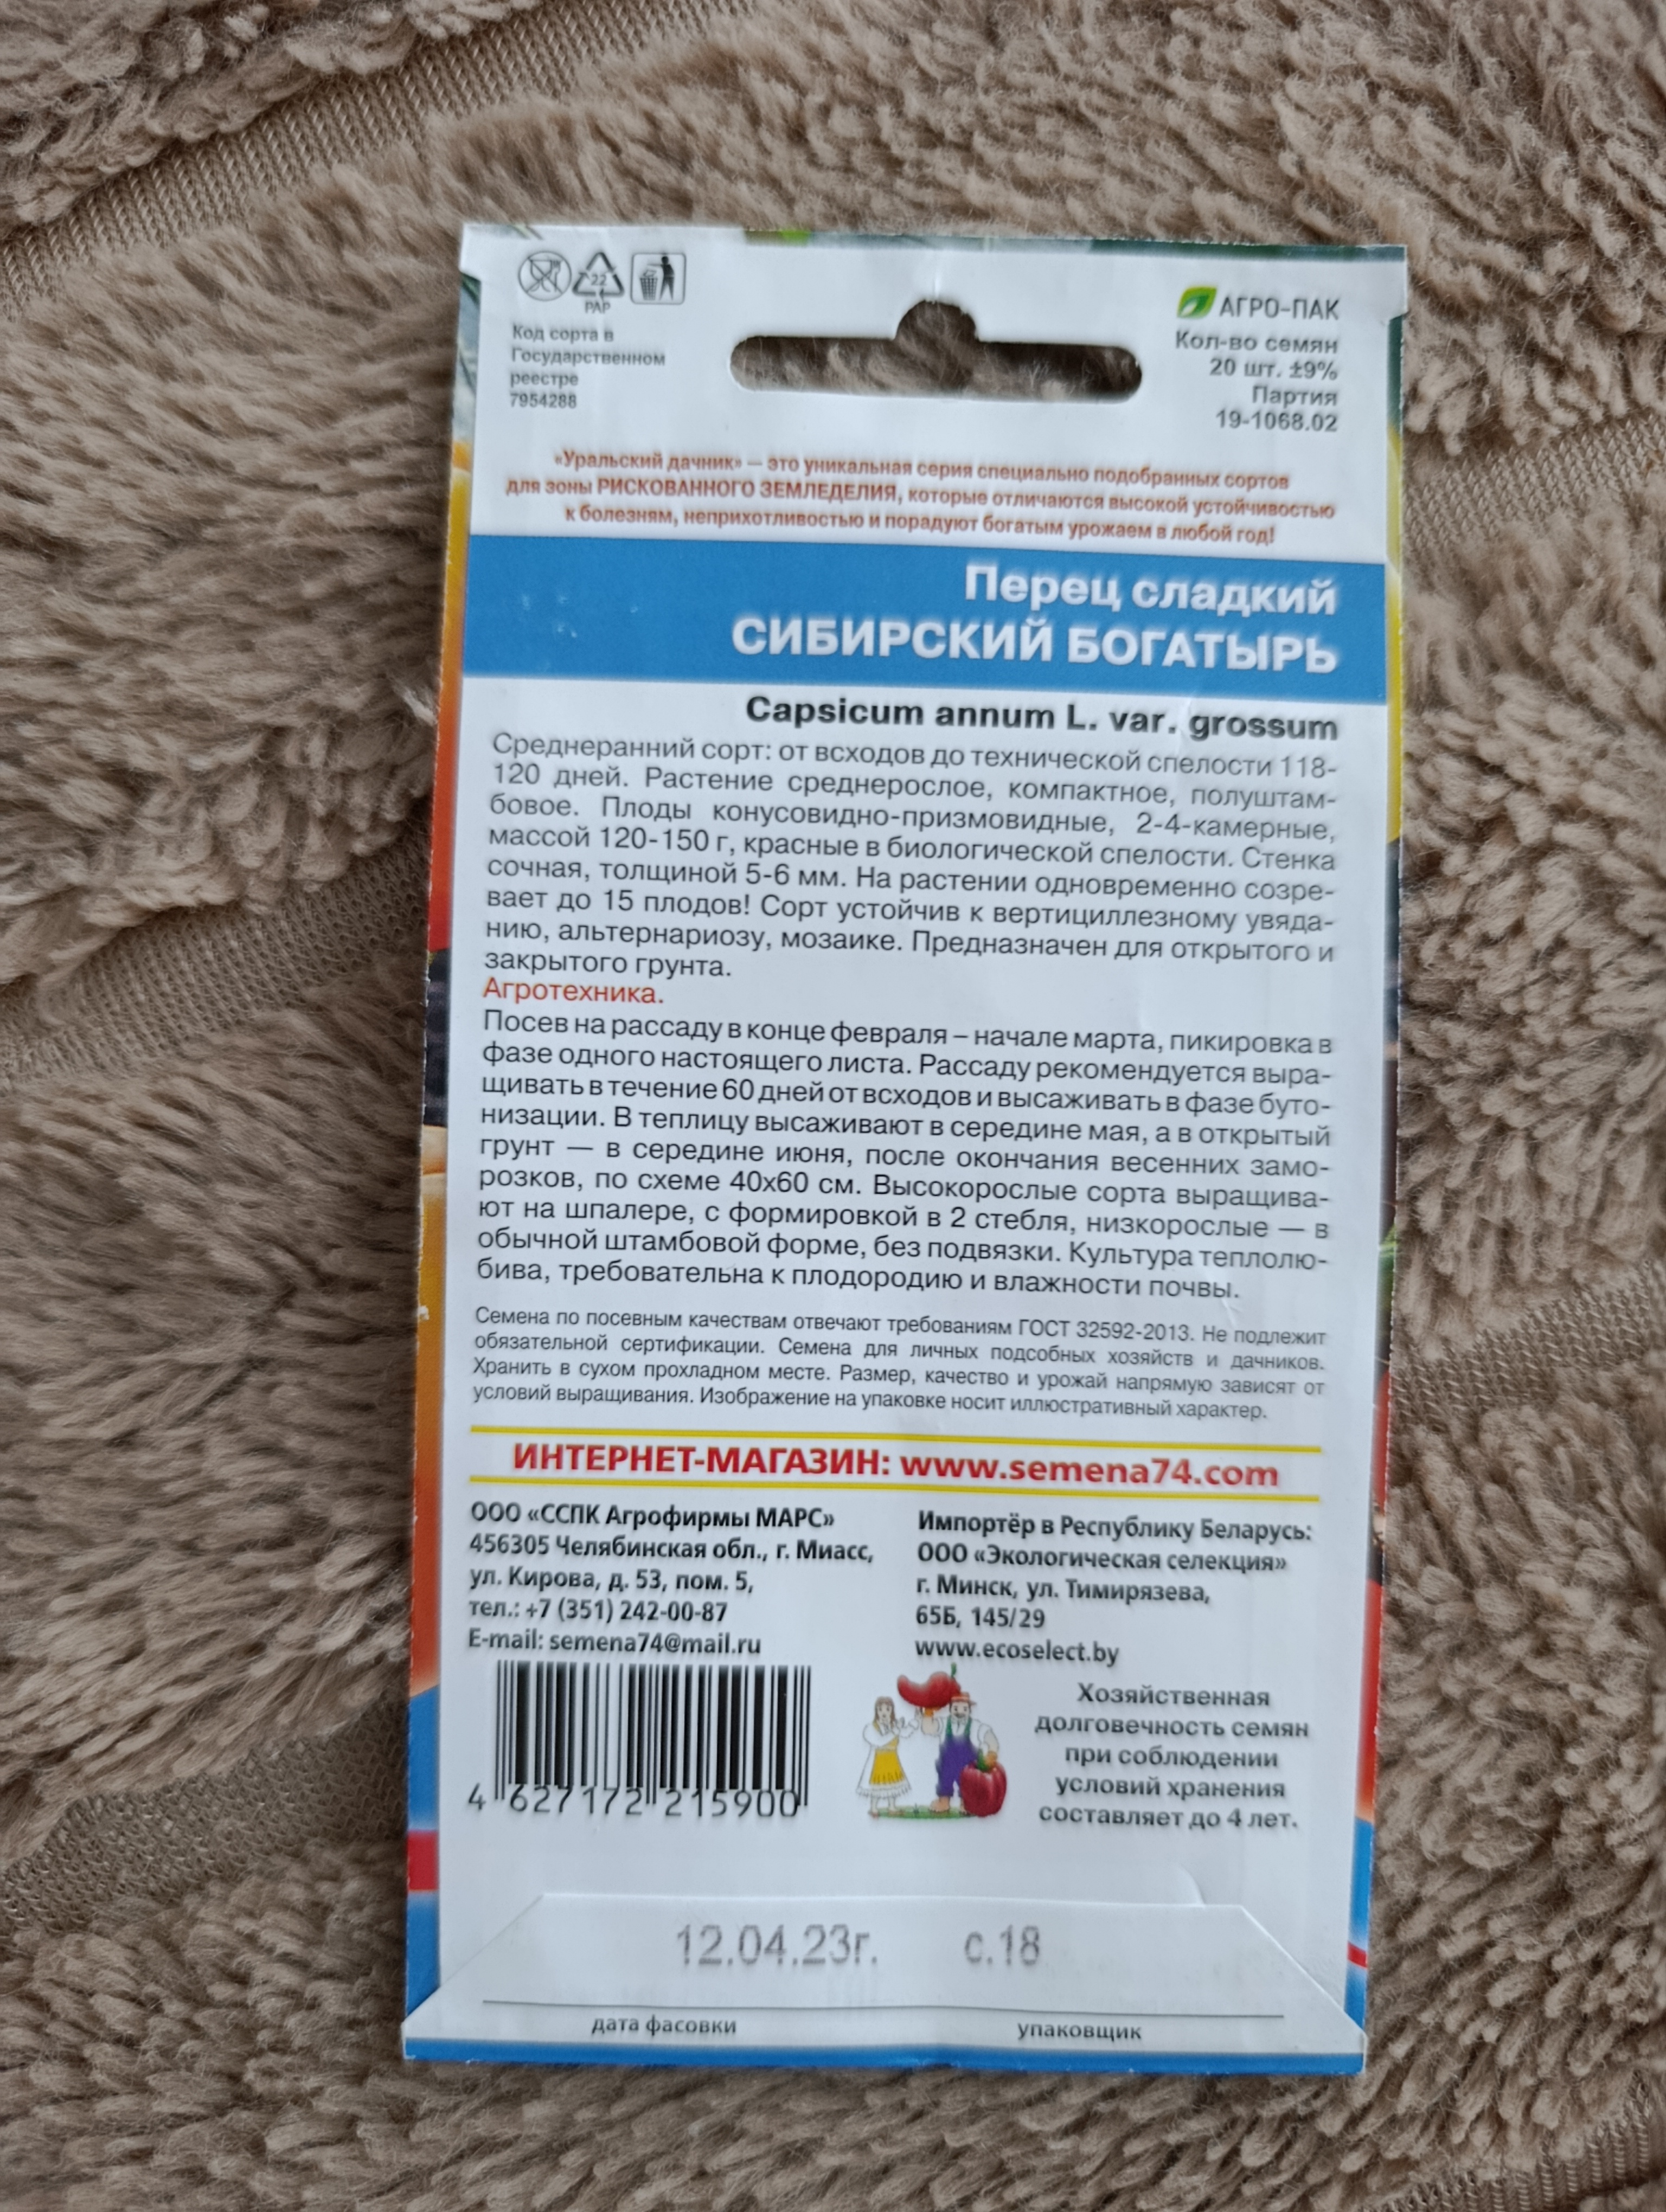 22
PAP
Код сорта в
Государственном
реестре
7954288
АГРО-ПАК
Кол-во семян
20 шт. ±9%
Партия
19-1068.02
«Уральский дачник» — это уникальная серия специально подобранных сортов
для зоны РИСКОВАННОГО ЗЕМЛЕДЕЛИЯ, которые отличаются высокой устойчивостью
к болезням, неприхотливостью и порадуют богатым урожаем в любой год!
Перец сладкий
СИБИРСКИЙ БОГАТЫРЬ
Capsicum annum L. var. grossum
Среднеранний сорт: от всходов до технической спелости 118-
120 дней. Растение среднерослое, компактное, полуштам-
бовое. Плоды конусовидно-призмовидные, 2-4-камерные,
массой 120-150 г, красные в биологической спелости. Стенка
сочная, толщиной 5-6 мм. На растении одновременно созре-
вает до 15 плодов! Сорт устойчив к вертициллезному увяда-
нию, альтернариозу, мозаике. Предназначен для открытого и
закрытого грунта.
Агротехника.
Посев на рассаду в конце февраля – начале марта, пикировка в
фазе одного настоящего листа. Рассаду рекомендуется выра-
щивать в течение 60 дней от всходов и высаживать в фазе буто-
низации. В теплицу высаживают в середине мая, а в открытый
грунт — в середине июня, после окончания весенних замо-
розков, по схеме 40х60 см. Высокорослые сорта выращива-
ют на шпалере, с формировкой в 2 стебля, низкорослые — в
обычной штамбовой форме, без подвязки. Культура теплолю-
бива, требовательна к плодородию и влажности почвы.
Семена по посевным качествам отвечают требованиям ГОСТ 32592-2013. Не подлежит
обязательной сертификации. Семена для личных подсобных хозяйств и дачников.
Хранить в сухом прохладном месте. Размер, качество и урожай напрямую зависят от
условий выращивания. Изображение на упаковке носит иллюстративный характер.
ИНТЕРНЕТ-МАГАЗИН: www.semena74.com
ООО «ССПК Агрофирмы МАРС»
456305 Челябинская обл., г. Миасс,
ул. Кирова, д. 53, пом. 5,
тел.: +7 (351) 242-00-87
E-mail: semena74@mail.ru
Импортёр в Республику Беларусь:
ООО «Экологическая селекция»
г. Минск, ул. Тимирязева,
65Б, 145/29
www.ecoselect.by
4 627172 215900
Хозяйственная
долговечность семян
при соблюдении
условий хранения
составляет до 4 лет.
12.04.23г. с.18
дата фасовки упаковщик